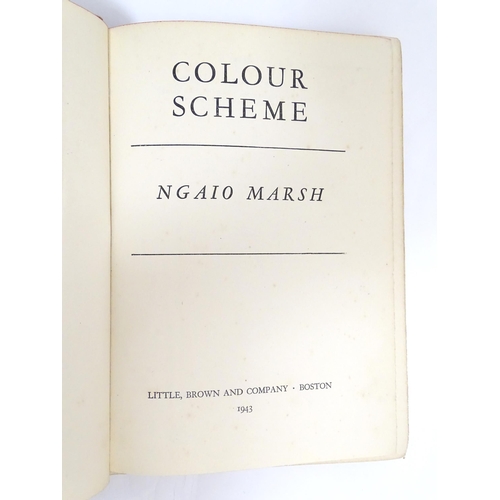 COLOUR
SCHEME
NGAIO MARSH
LITTLE, BROWN AND COMPANY · BOSTON
1943